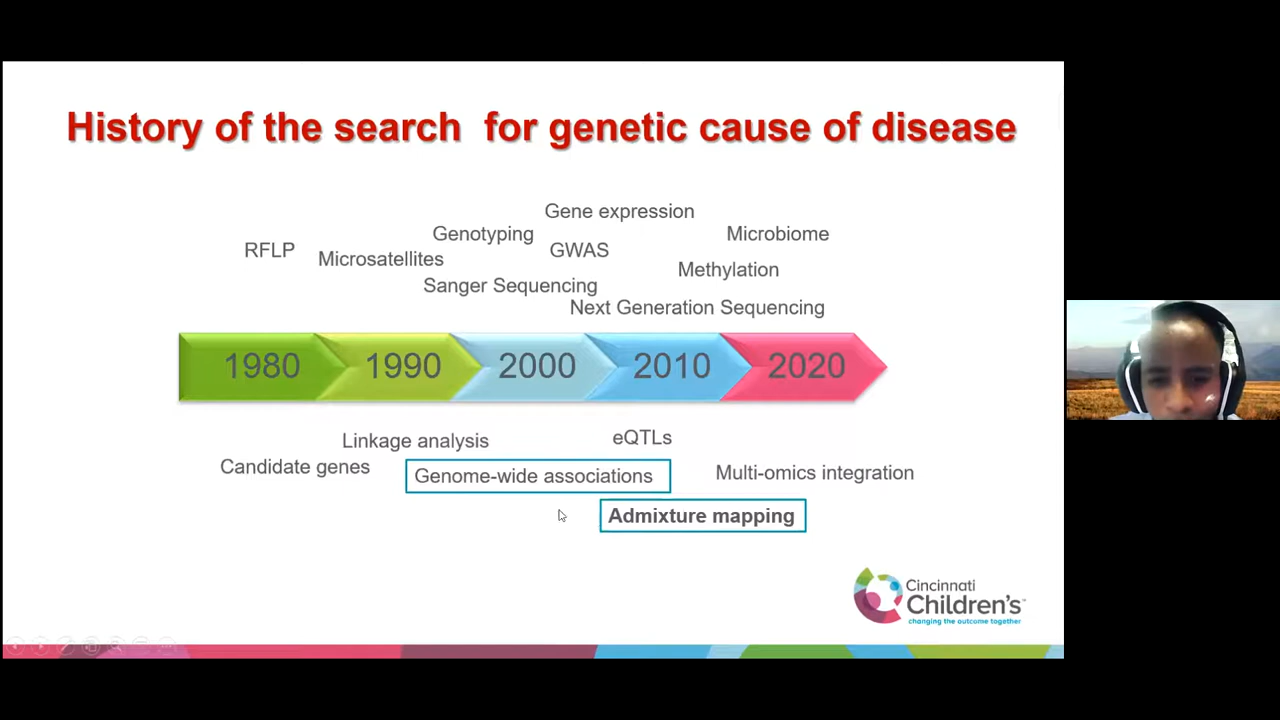 History of the search for genetic cause of disease
Gene expression
Genotyping
Microbiome
RFLP
GWAS
Microsatellites
Methylation
Sanger Sequencing
Next Generation Sequencing
1980
1990
2000
2010
2020
Linkage analysis
eQTLs
Candidate genes
Genome-wide associations
Multi-omics integration
Admixture mapping
Cincinnati
Children's™
changing the outcome together